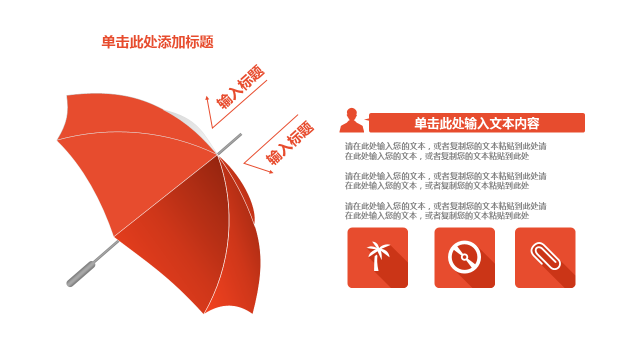 单击此处添加标题
输入标题
输入标题
单击此处输入文本内容
请在此处输入您的文本，或者复制您的文本粘贴到此处请
在此处输入您的文本，或者复制您的文本粘贴到此处
请在此处输入您的文本，或者复制您的文本粘贴到此处请
在此处输入您的文本，或者复制您的文本粘贴到此处
请在此处输入您的文本，或者复制您的文本粘贴到此处请
在此处输入您的文本，或者复制您的文本粘贴到此处